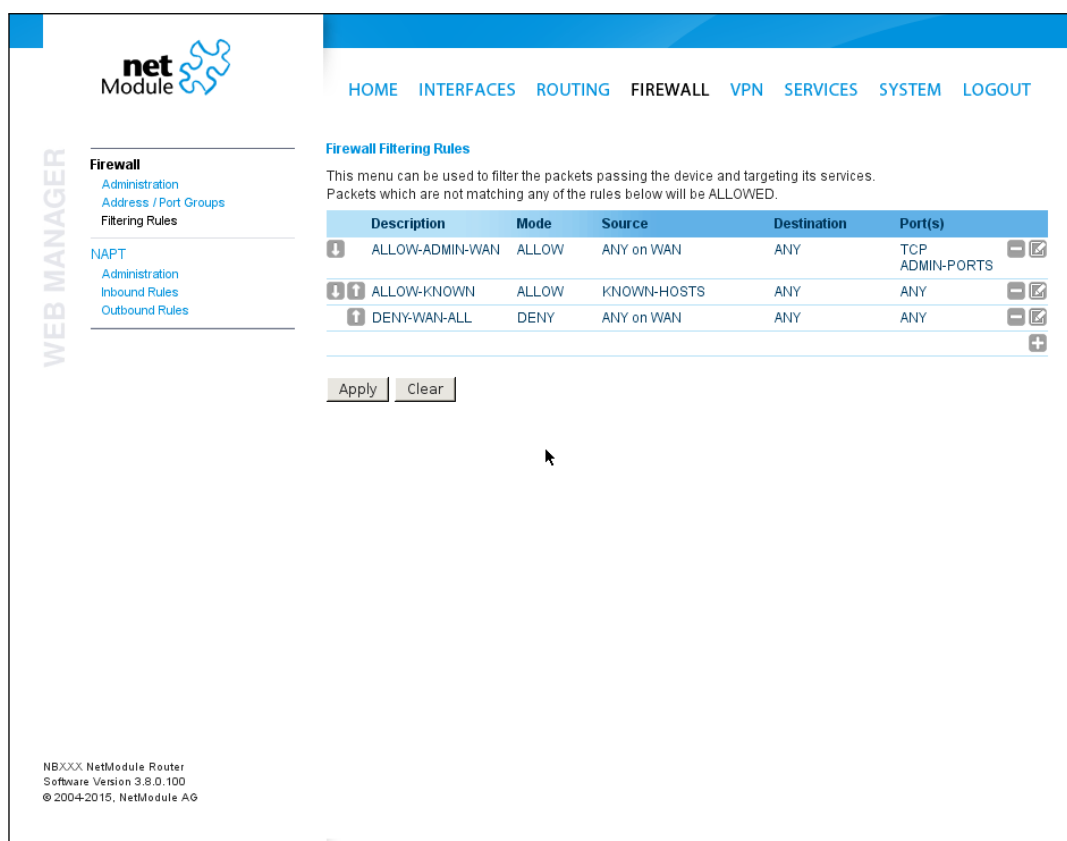 net
Module
HOME INTERFACES ROUTING FIREWALL VPN SERVICES SYSTEM LOGOUT
WEB MANAGER
Firewall
Administration
Address / Port Groups
Filtering Rules
NAPT
Administration
Inbound Rules
Outbound Rules
Firewall Filtering Rules
This menu can be used to filter the packets passing the device and targeting its services.
Packets which are not matching any of the rules below will be ALLOWED.
Description Mode Source Destination Port(s)
ALLOW-ADMIN-WAN ALLOW ANY on WAN ANY TCP
ADMIN-PORTS
ALLOW-KNOWN ALLOW KNOWN-HOSTS ANY ANY
DENY-WAN-ALL DENY ANY on WAN ANY ANY
Apply Clear
NBXXX NetModule Router
Software Version 3.8.0.100
© 2004-2015, NetModule AG